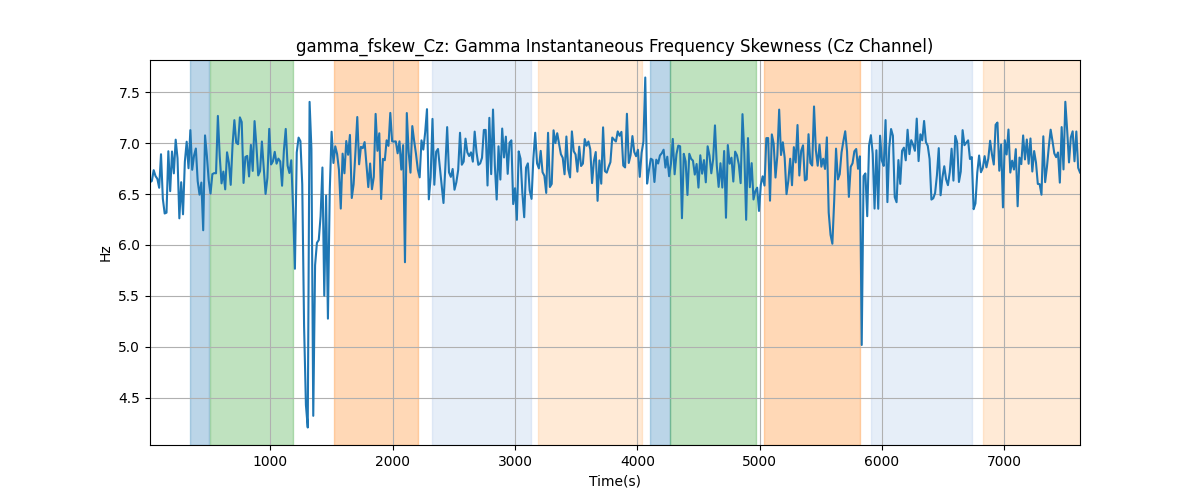 gamma_fskew_Cz: Gamma Instantaneous Frequency Skewness (Cz Channel)
7.5
7.0
6.5
6.0
5.5
5.0
4.5
Hz
1000 2000 3000 4000 5000 6000 7000
Time(s)